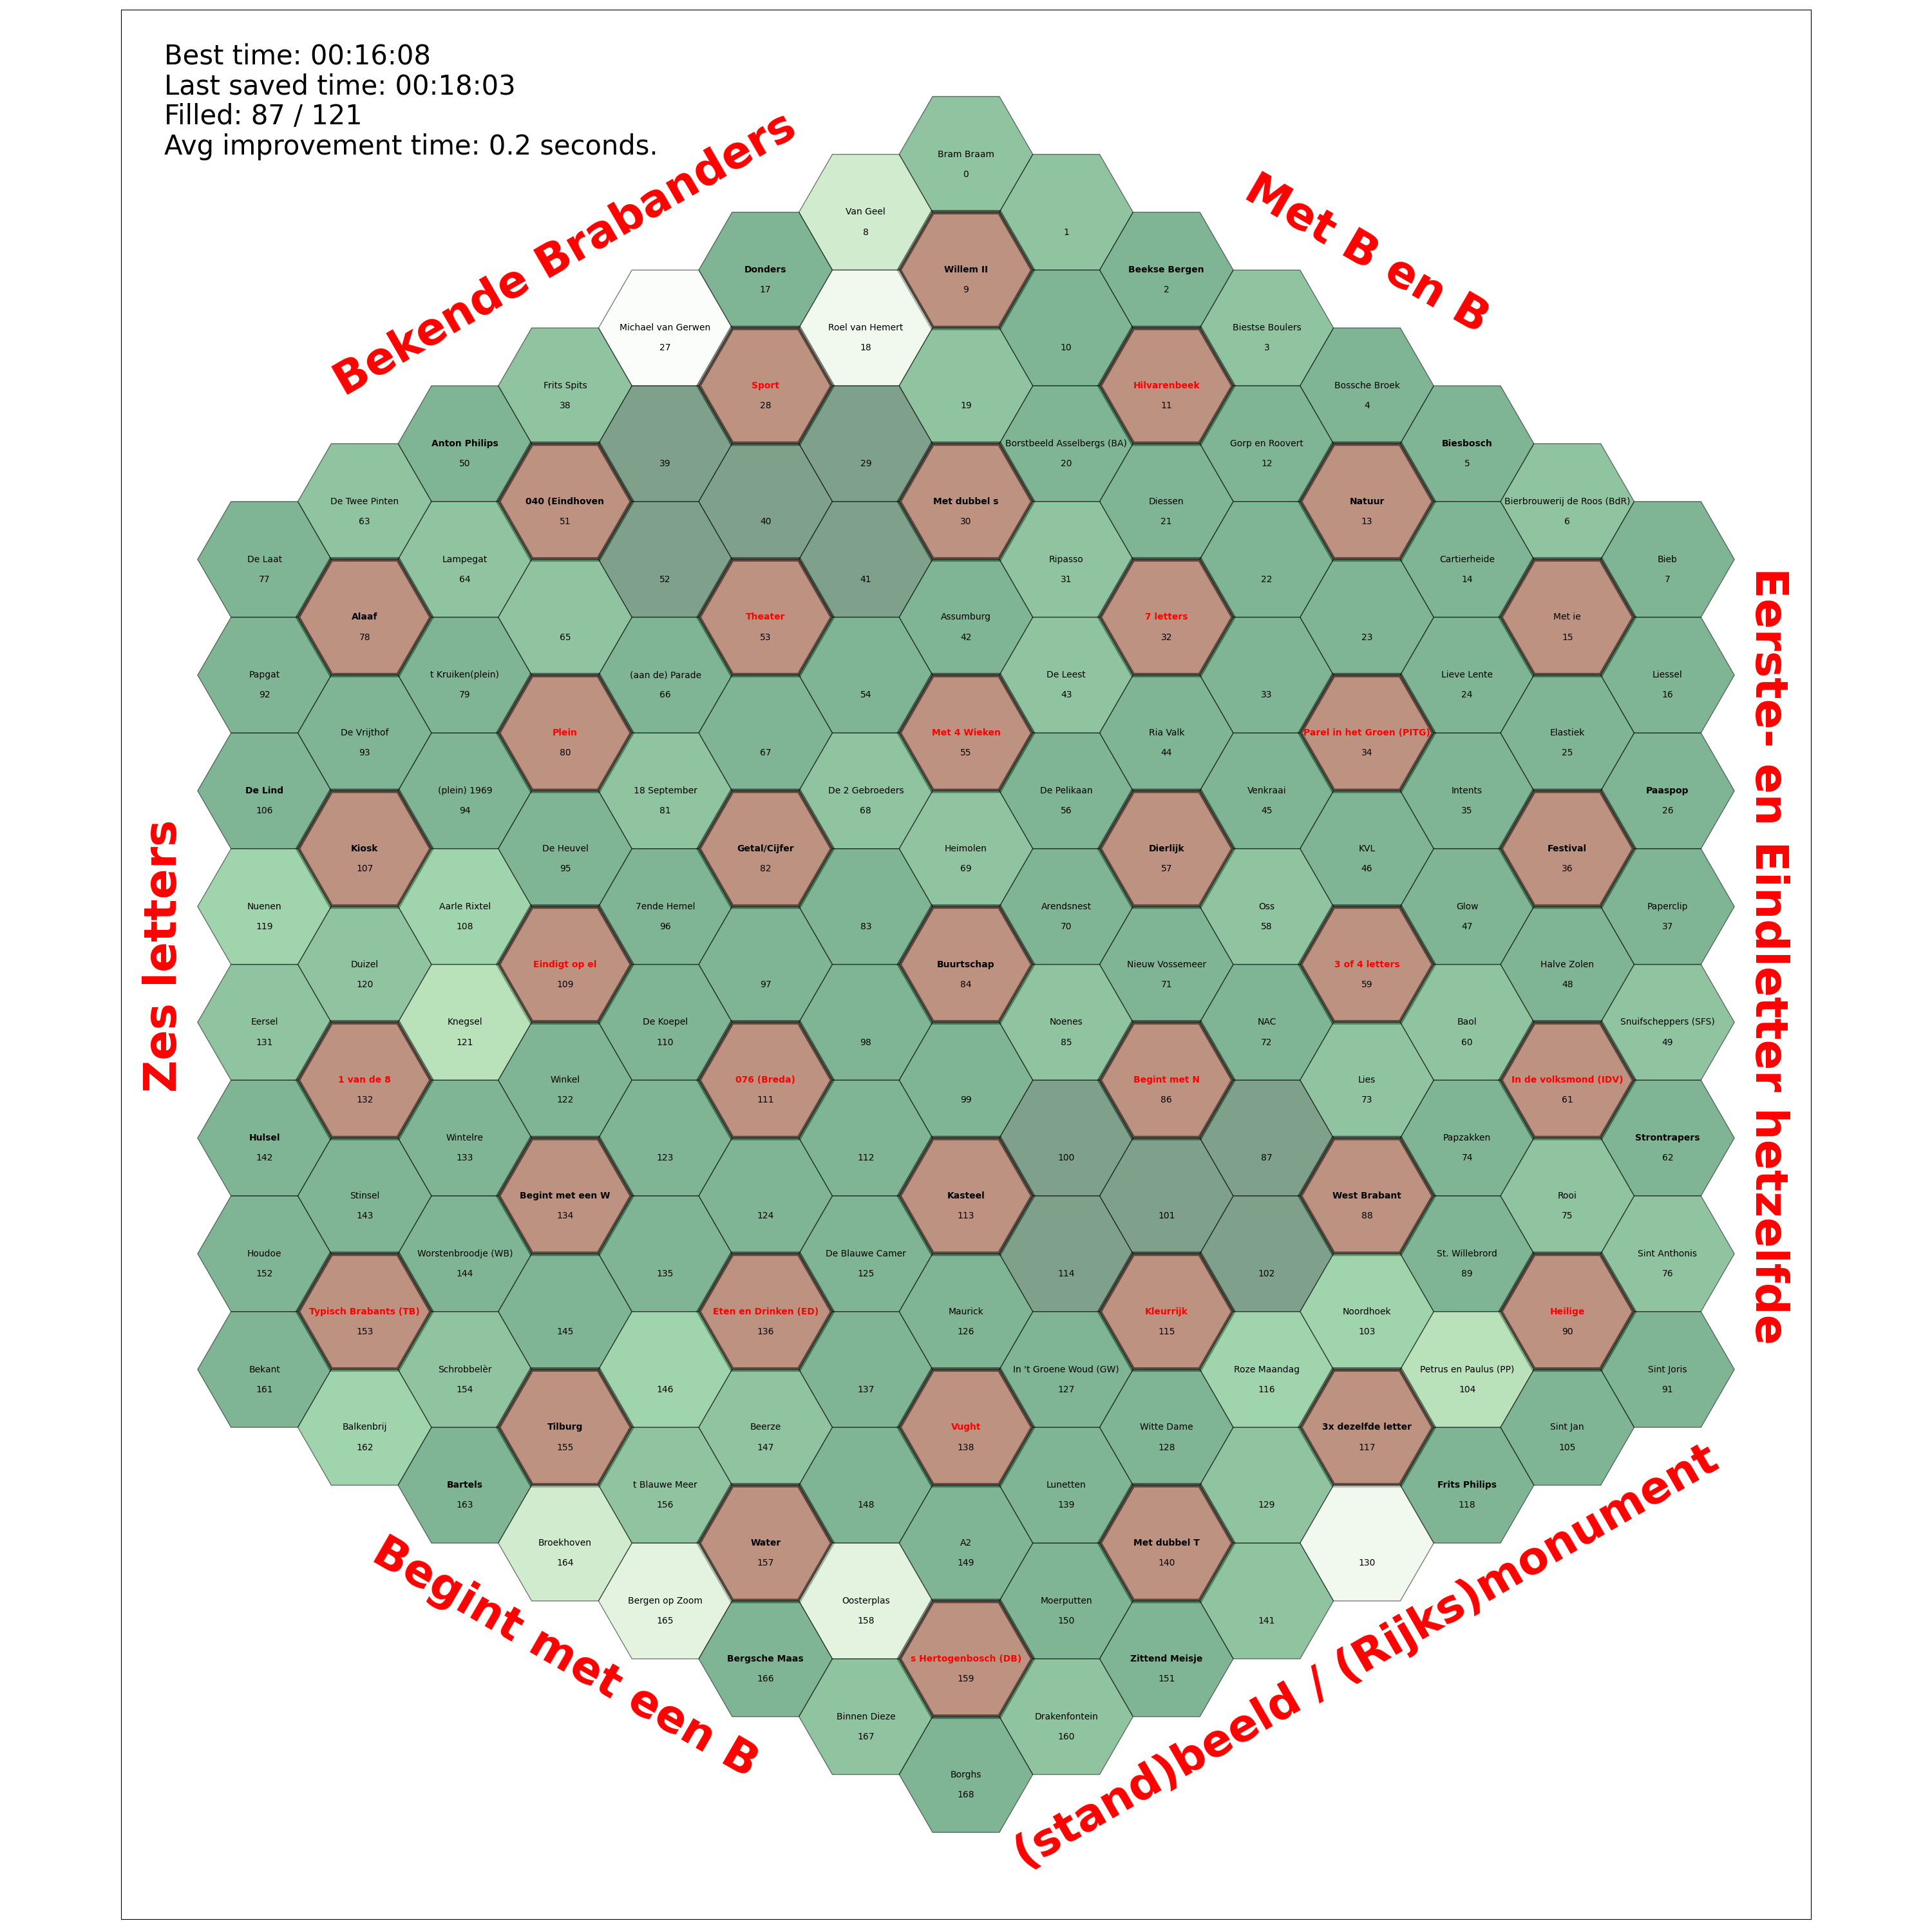 Best time: 00:16:08
Last saved time: 00:18:03
Filled: 87 / 121
Avg improvement time: 0.2 seconds.
Bekende Brabanders
Met B en B
Eerste- en Eindletter hetzelfde
(stand)beeld / (Rijks)monument
Begint met een B
Zes letters
Bram Braam
0
1
Beekse Bergen
2
Biestse Boulers
3
Bossche Broek
4
Biesbosch
5
Bierbrouwerij de Roos (BdR)
6
Bieb
7
Van Geel
8
Willem II
9
10
Hilvarenbeek
11
Gorp en Roovert
12
Natuur
13
Cartierheide
14
Met ie
15
Liessel
16
Donders
17
Roel van Hemert
18
19
Borstbeeld Asselbergs (BA)
20
Diessen
21
22
23
Lieve Lente
24
Elastiek
25
Paaspop
26
Michael van Gerwen
27
Sport
28
29
Met dubbel s
30
Ripasso
31
7 letters
32
33
Parel in het Groen (PITG)
34
Intents
35
Festival
36
Paperclip
37
Frits Spits
38
39
40
41
Assumburg
42
De Leest
43
Ria Valk
44
Venkraai
45
KVL
46
Glow
47
Halve Zolen
48
Snuifscheppers (SFS)
49
Anton Philips
50
040 (Eindhoven
51
52
Theater
53
54
Met 4 Wieken
55
De Pelikaan
56
Dierlijk
57
Oss
58
3 of 4 letters
59
Baol
60
In de volksmond (IDV)
61
Strontrapers
62
De Twee Pinten
63
Lampegat
64
65
(aan de) Parade
66
67
De 2 Gebroeders
68
Heimolen
69
Arendsnest
70
Nieuw Vossemeer
71
NAC
72
Lies
73
Papzakken
74
Rooi
75
Sint Anthonis
76
De Laat
77
Alaaf
78
t Kruiken(plein)
79
Plein
80
18 September
81
Getal/Cijfer
82
83
Buurtschap
84
Noenes
85
Begint met N
86
87
West Brabant
88
St. Willebrord
89
Heilige
90
Sint Joris
91
Papgat
92
De Vrijthof
93
(plein) 1969
94
De Heuvel
95
7ende Hemel
96
97
98
99
100
101
102
Noordhoek
103
Petrus en Paulus (PP)
104
Sint Jan
105
De Lind
106
Kiosk
107
Aarle Rixtel
108
Eindigt op el
109
De Koepel
110
076 (Breda)
111
112
Kasteel
113
114
Kleurrijk
115
Roze Maandag
116
3x dezelfde letter
117
Frits Philips
118
Nuenen
119
Duizel
120
Knegsel
121
Winkel
122
123
124
De Blauwe Camer
125
Maurick
126
In 't Groene Woud (GW)
127
Witte Dame
128
129
130
Eersel
131
1 van de 8
132
Wintelre
133
Begint met een W
134
135
Eten en Drinken (ED)
136
137
Vught
138
Lunetten
139
Met dubbel T
140
141
Hulsel
142
Stinsel
143
Worstenbroodje (WB)
144
145
146
Beerze
147
148
A2
149
Moerputten
150
Zittend Meisje
151
Houdoe
152
Typisch Brabants (TB)
153
Schrobbelèr
154
Tilburg
155
t Blauwe Meer
156
Water
157
Oosterplas
158
s Hertogenbosch (DB)
159
Drakenfontein
160
Bekant
161
Balkenbrij
162
Bartels
163
Broekhoven
164
Bergen op Zoom
165
Bergsche Maas
166
Binnen Dieze
167
Borghs
168